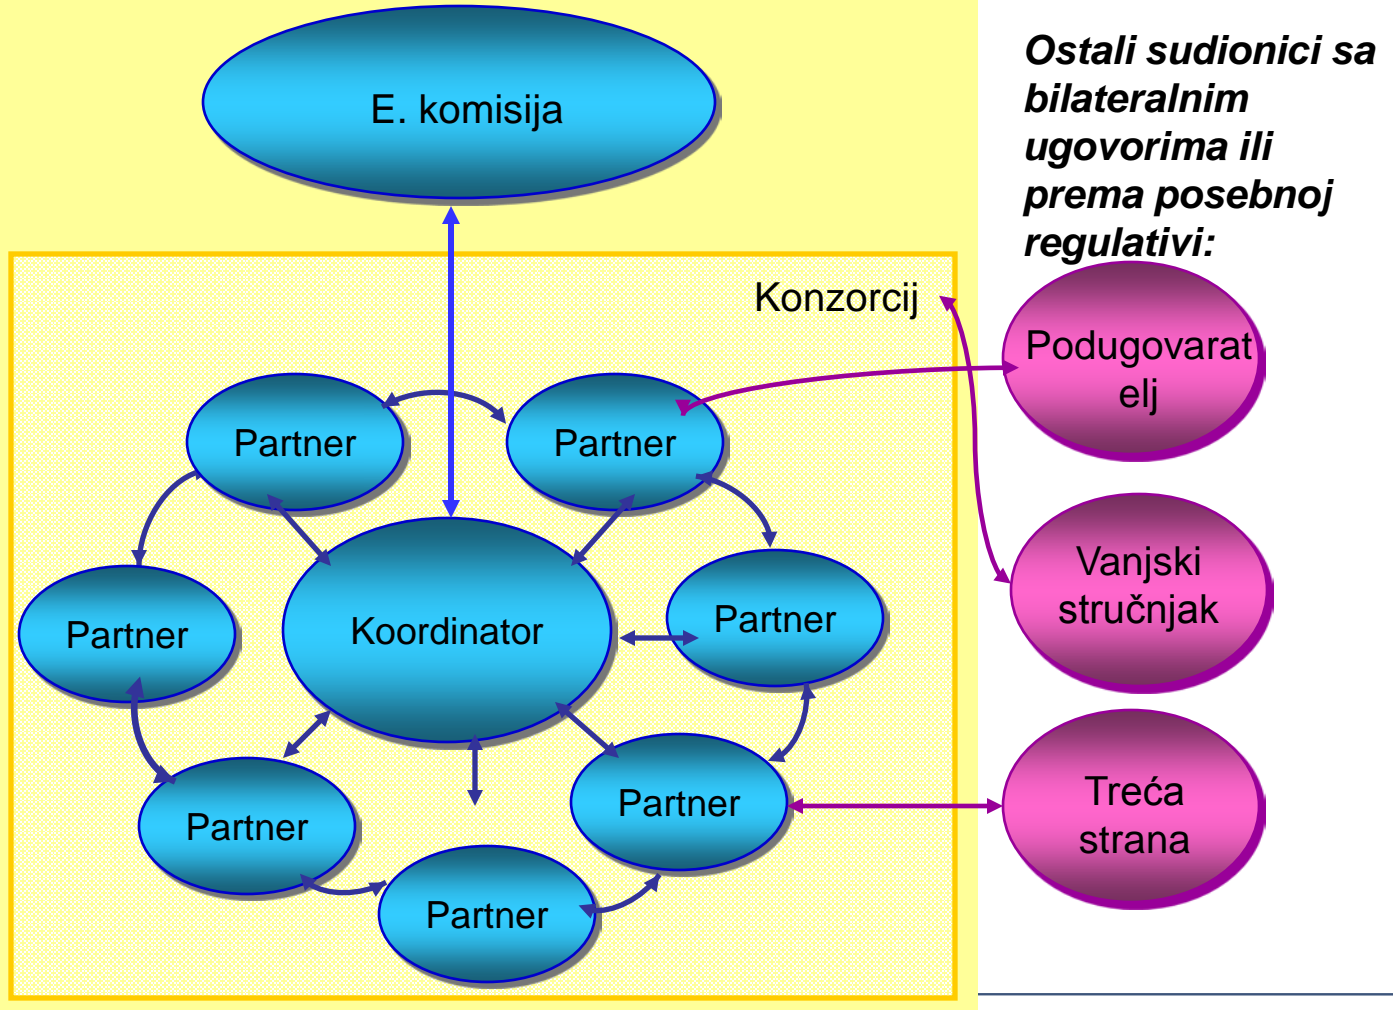 E. komisija
Ostali sudionici sa
bilateralnim
ugovorima ili
prema posebnoj
regulativi:
Konzorcij
Podugovarat
elj
Partner
Partner
Vanjski
stručnjak
Partner
Koordinator
Partner
Treća
strana
Partner
Partner
Partner